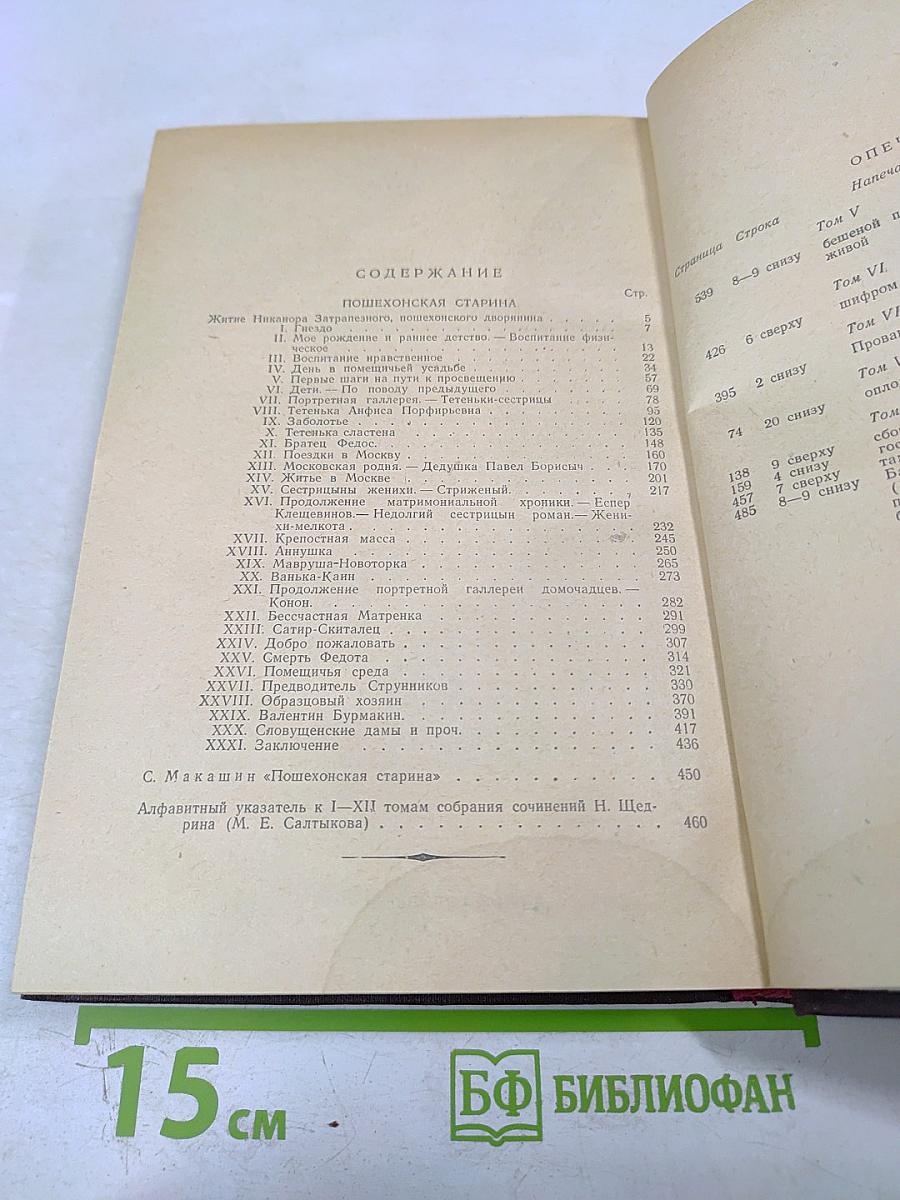 СОДЕРЖАНИЕ
Стр.
ПОШЕХОНСКАЯ СТАРИНА
Житие Никанора Затрапезного, пошехонского дворянина . . . . . 5
I. Гнездо . . . . . . . . . . . . . . 7
II. Мое рождение и раннее детство. — Воспитание физи-
ческое . . . . . . . . . . . . . . 13
III. Воспитание нравственное . . . . . . . . . 22
IV. День в помещичьей усадьбе . . . . . . . . 34
V. Первые шаги на пути к просвещению . . . . . . 57
VI. Дети. — По поводу предыдущего . . . . . . . 69
VII. Портретная галлерея. — Тетеньки-сестрицы . . . . 78
VIII. Тетенька Анфиса Порфирьевна . . . . . . . 95
IX. Заболотье . . . . . . . . . . . . . 120
X. Тетенька сластена . . . . . . . . . . . 135
XI. Братец Федос. . . . . . . . . . . . . 148
XII. Поездки в Москву . . . . . . . . . . . 160
XIII. Московская родня. — Дедушка Павел Борисыч . . . 170
XIV. Житье в Москве . . . . . . . . . . . . 201
XV. Сестрицыны женихи. — Стриженый. . . . . . . 217
XVI. Продолжение матримониальной хроники. — Еспер
Клещевинов.— Недолгий сестрицын роман.— Жени-
хи-мелкота . . . . . . . . . . . . . 232
XVII. Крепостная масса . . . . . . . . . . . 245
XVIII. Аннушка . . . . . . . . . . . . . . 250
XIX. Мавруша-Новоторка . . . . . . . . . . . 265
XX. Ванька-Каин . . . . . . . . . . . . . 273
XXI. Продолжение портретной галлереи домочадцев. —
Конон. . . . . . . . . . . . . . . 282
XXII. Бессчастная Матренка . . . . . . . . . . 291
XXIII. Сатир-Скиталец . . . . . . . . . . . . 299
XXIV. Добро пожаловать . . . . . . . . . . . 307
XXV. Смерть Федота . . . . . . . . . . . . 314
XXVI. Помещичья среда . . . . . . . . . . . 321
XXVII. Предводитель Струнников . . . . . . . . . 330
XXVIII. Образцовый хозяин . . . . . . . . . . . 370
XXIX. Валентин Бурмакин. . . . . . . . . . . 391
XXX. Словущенские дамы и проч. . . . . . . . . 417
XXXI. Заключение . . . . . . . . . . . . . 436
С. Макашин «Пошехонская старина» . . . . . . . . . 450
Алфавитный указатель к I—XII томам собрания сочинений Н. Щед-
рина (М. Е. Салтыкова) . . . . . . . . . . . . . 460
Страница Строка
Том V
539 8—9 снизу бешеной
живой
Том VI
426 6 сверху шифром
395 2 снизу
74 20 снизу
138 9 сверху
159 4 снизу
457 7 сверху
485 8—9 снизу
15 см
БФ БИБЛИОФАН